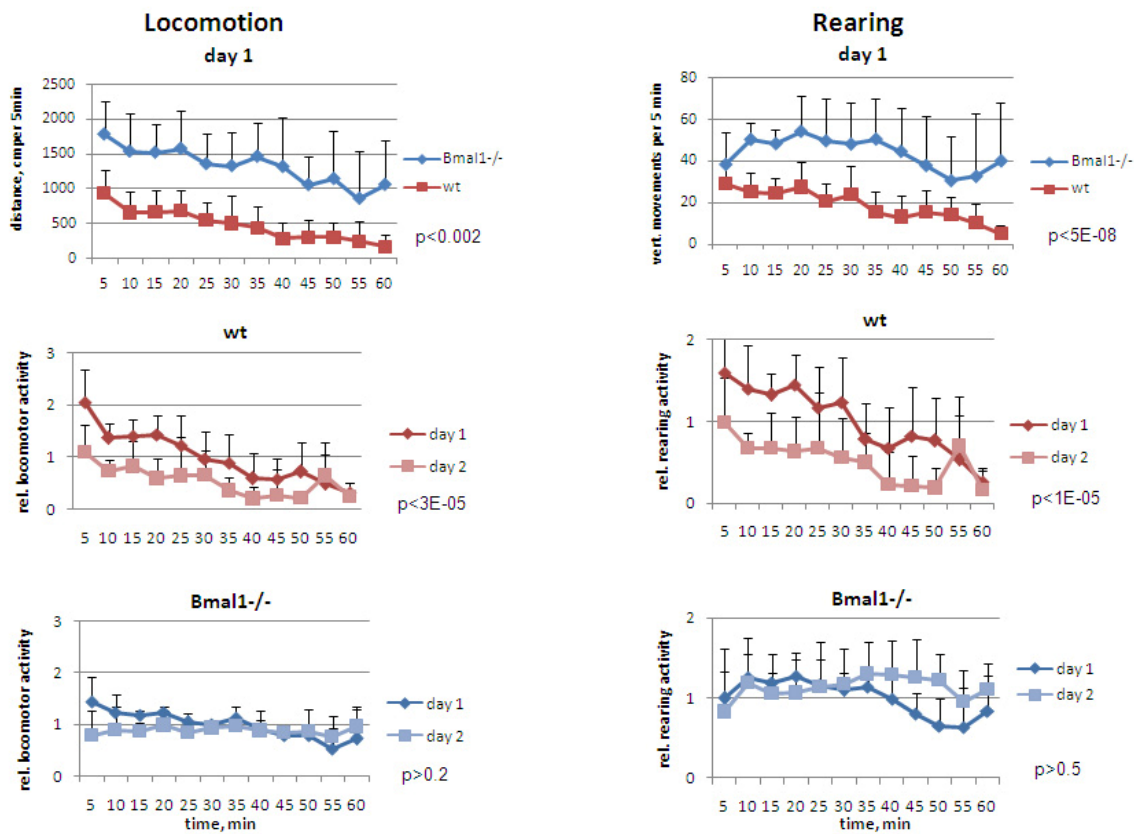 Locomotion
day 1
distance, cmper 5min
2500
2000
1500
1000
500
0
5 10 15 20 25 30 35 40 45 50 55 60
Bmal1-/-
wt
p<0.002
Rearing
day 1
vert. movements per 5 min
80
60
40
20
0
5 10 15 20 25 30 35 40 45 50 55 60
Bmal1-/-
wt
p<5E-08
wt
rel. locomotor activity
3
2
1
0
5 10 15 20 25 30 35 40 45 50 55 60
day 1
day 2
p<3E-05
wt
rel. rearing activity
2
1
0
5 10 15 20 25 30 35 40 45 50 55 60
day 1
day 2
p<1E-05
Bmal1-/-
rel. locomotor activity
3
2
1
0
5 10 15 20 25 30 35 40 45 50 55 60
time, min
day 1
day 2
p>0.2
Bmal1-/-
rel. rearing activity
2
1
0
5 10 15 20 25 30 35 40 45 50 55 60
time, min
day 1
day 2
p>0.5